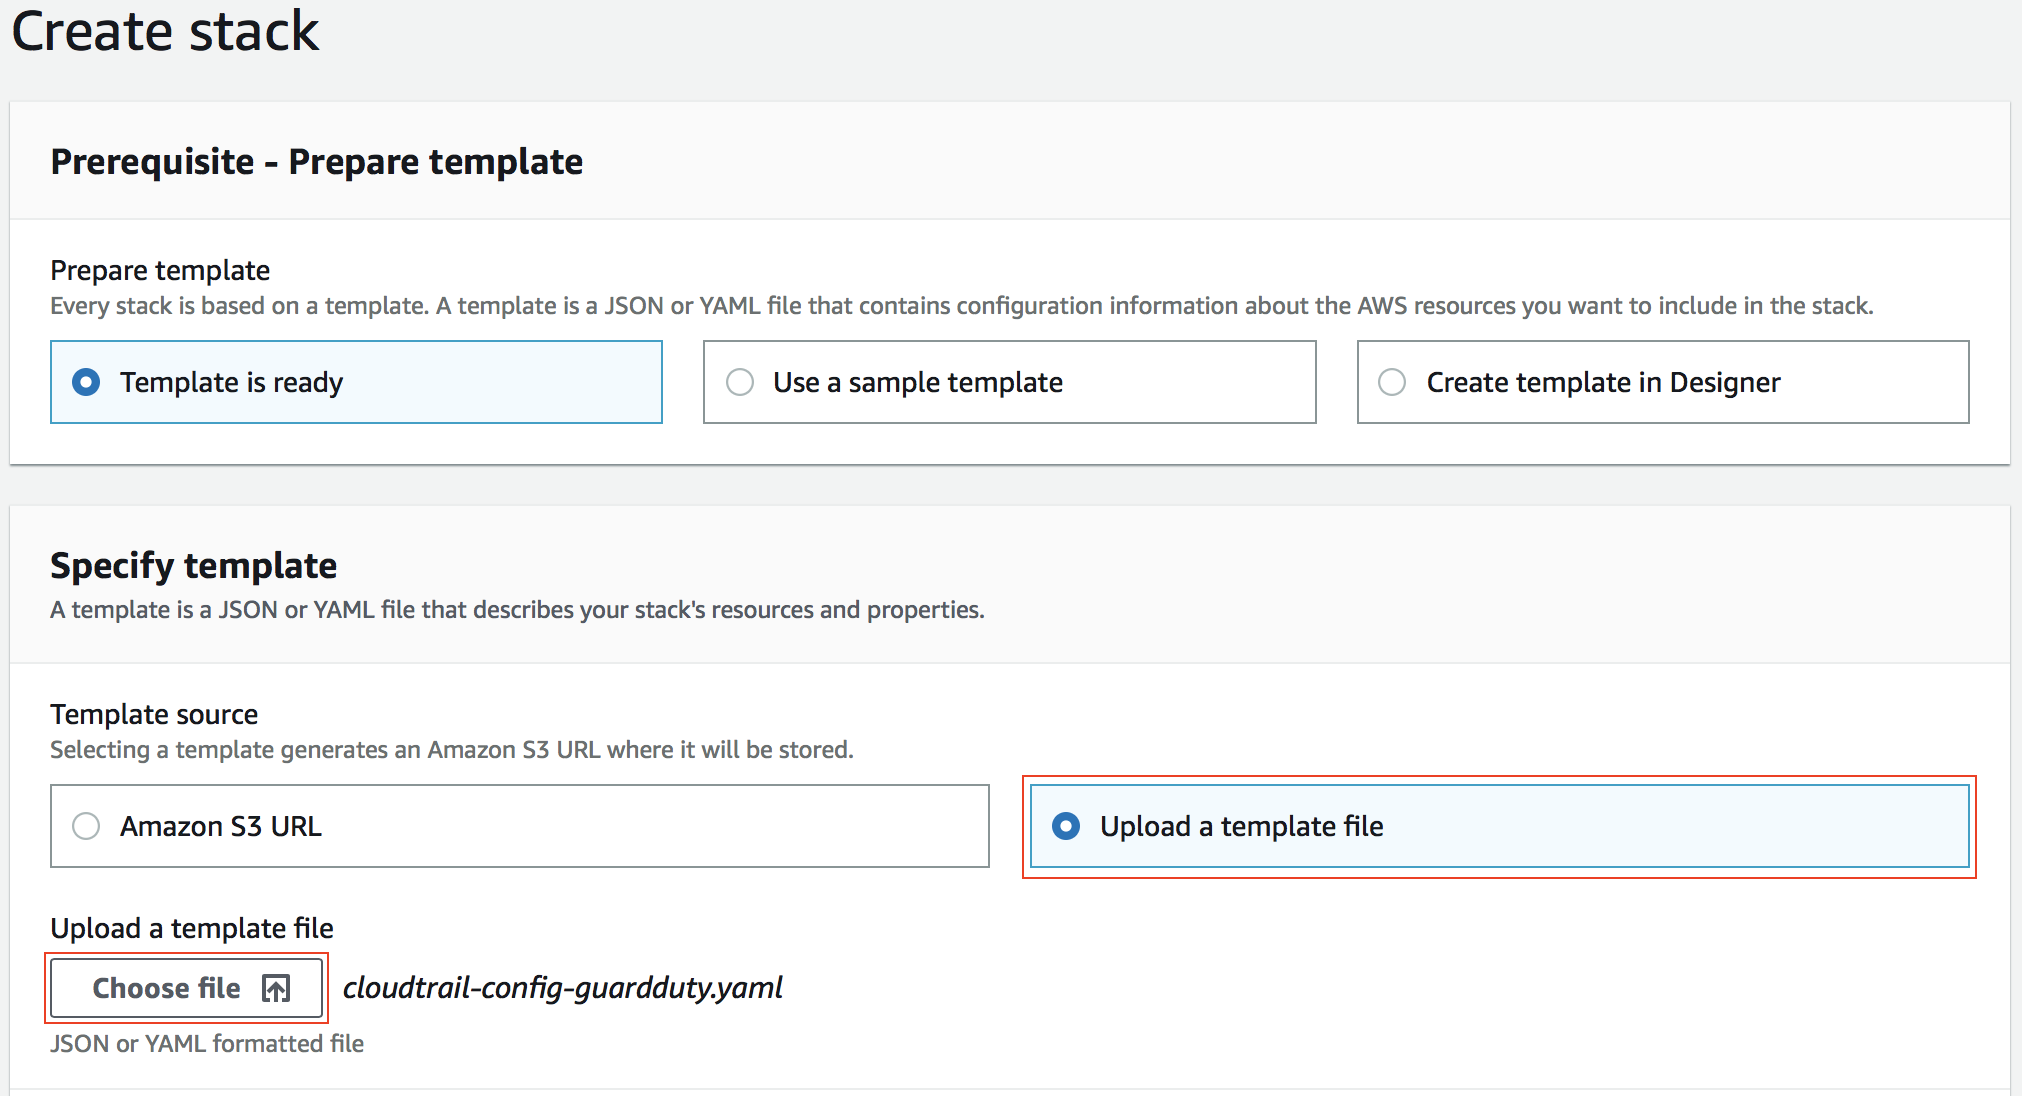 Create stack
Prerequisite - Prepare template
Prepare template
Every stack is based on a template. A template is a JSON or YAML file that contains configuration information about the AWS resources you want to include in the stack.
Template is ready
Use a sample template
Create template in Designer
Specify template
A template is a JSON or YAML file that describes your stack's resources and properties.
Template source
Selecting a template generates an Amazon S3 URL where it will be stored.
Amazon S3 URL
Upload a template file
Upload a template file
Choose file
cloudtrail-config-guardduty.yaml
JSON or YAML formatted file